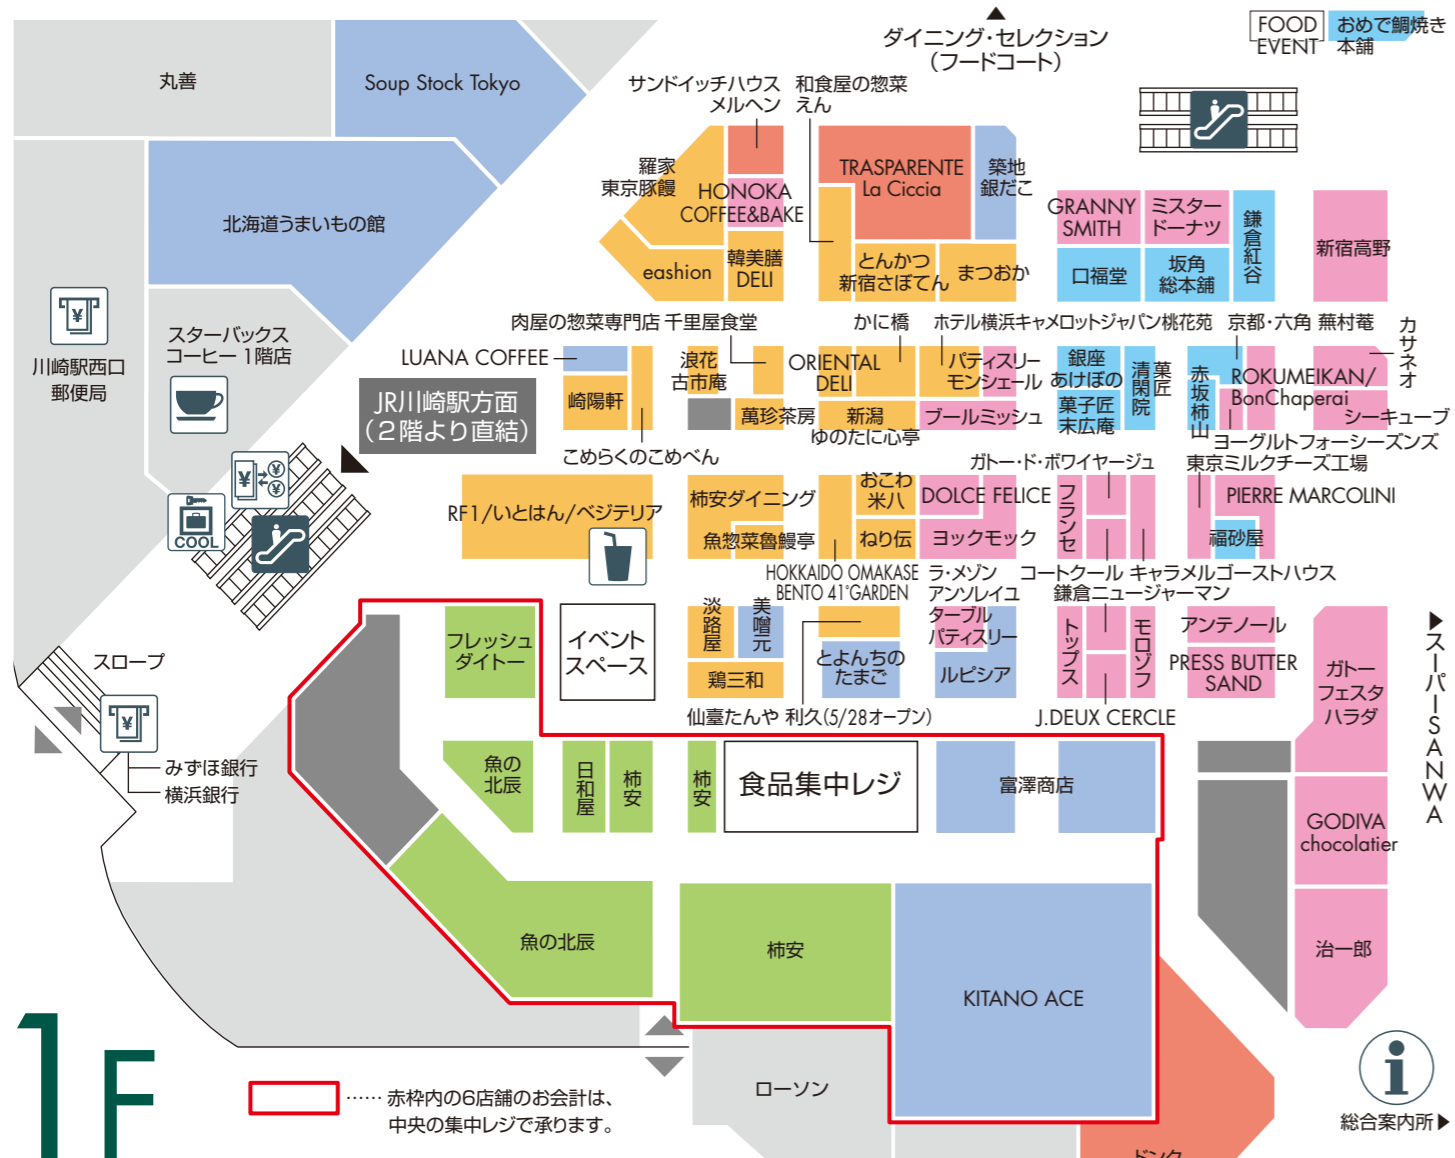 ダイニング・セレクション
（フードコート）
FOOD
EVENT
おめで鯛焼き
本舗
丸善
Soup Stock Tokyo
サンドイッチハウス
メルヘン
和食屋の惣菜
えん
羅家
東京豚饅
HONOKA
COFFEE&BAKE
TRASPARENTE
La Ciccia
築地
銀だこ
北海道うまいもの館
eashion
韓美膳
DELI
とんかつ
新宿さぼてん
まつおか
GRANNY
SMITH
ミスター
ドーナツ
鎌倉紅谷
新宿高野
口福堂
坂角
総本舗
川崎駅西口
郵便局
スターバックス
コーヒー 1階店
肉屋の惣菜専門店 千里屋食堂
かに橋
ホテル横浜キャメロットジャパン桃花苑
京都・六角 蕪村菴
カサネオ
LUANA COFFEE
JR川崎駅方面
（2階より直結）
崎陽軒
浪花
古市庵
萬珍茶房
ORIENTAL
DELI
パティスリー
モンシェール
新潟
ゆのたに心亭
ブールミッシュ
銀座
あけぼの
菓子匠
末広庵
菓匠
清閑院
赤坂柿山
ROKUMEIKAN/
BonChaperai
シーキューブ
ヨーグルトフォーシーズンズ
こめらくのこめべん
ガトー・ド・ボワイヤージュ
東京ミルクチーズ工場
COOL
RF1/いとはん/ベジテリア
柿安ダイニング
魚惣菜魯鰻亭
おこわ
米八
ねり伝
DOLCE FELICE
ヨックモック
フランセ
PIERRE MARCOLINI
福砂屋
HOKKAIDO OMAKASE
BENTO 41°GARDEN
ラ・メゾン
アンソレイユ
ターブル
パティスリー
コートクール
キャラメルゴーストハウス
鎌倉ニュージャーマン
フレッシュ
ダイトー
イベント
スペース
淡路屋
美噌元
鶏三和
とよんちの
たまご
ルピシア
トップス
モロゾフ
アンテノール
PRESS BUTTER
SAND
ガトー
フェスタ
ハラダ
スーパーSANWA
仙臺たんや 利久(5/28オープン)
J.DEUX CERCLE
スロープ
みずほ銀行
横浜銀行
魚の
北辰
日和屋
柿安
柿安
食品集中レジ
富澤商店
GODIVA
chocolatier
魚の北辰
柿安
KITANO ACE
治一郎
1F
ローソン
……赤枠内の6店舗のお会計は、
中央の集中レジで承ります。
総合案内所
ドンク